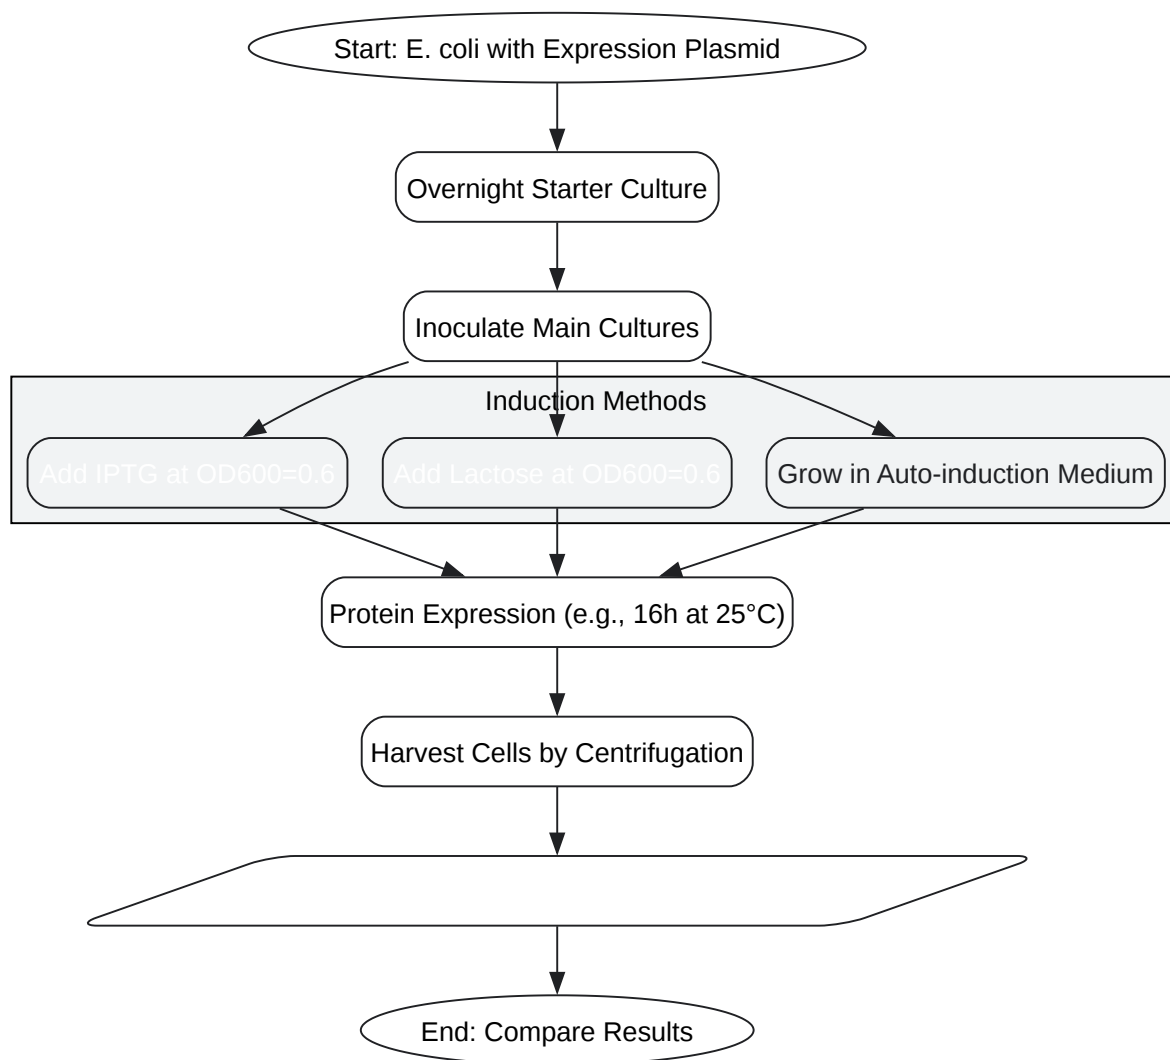 Start: E. coli with Expression Plasmid
Overnight Starter Culture
Inoculate Main Cultures
Induction Methods
Add IPTG at OD600=0.6
Add Lactose at OD600=0.6
Grow in Auto-induction Medium
Protein Expression (e.g., 16h at 25°C)
Harvest Cells by Centrifugation
End: Compare Results